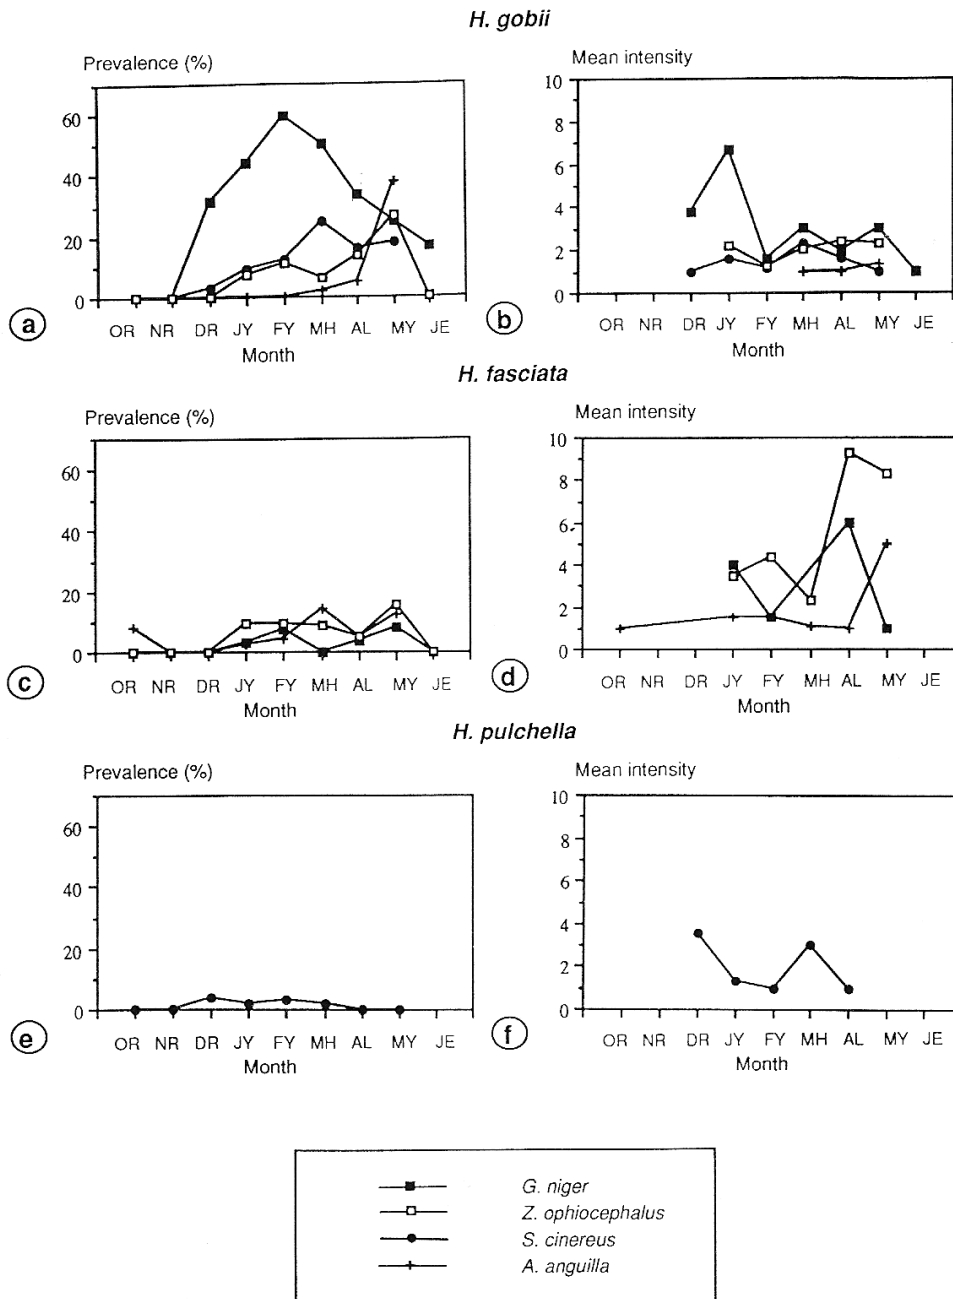 H. gobii
Prevalence (%)
60
40
20
0
OR NR DR JY FY MH AL MY JE
Month
a
Mean intensity
10
8
6
4
2
0
OR NR DR JY FY MH AL MY JE
Month
b
H. fasciata
Prevalence (%)
60
40
20
0
OR NR DR JY FY MH AL MY JE
Month
c
Mean intensity
10
8
6
4
2
0
OR NR DR JY FY MH AL MY JE
Month
d
H. pulchella
Prevalence (%)
60
40
20
0
OR NR DR JY FY MH AL MY JE
Month
e
Mean intensity
10
8
6
4
2
0
OR NR DR JY FY MH AL MY JE
Month
f
G. niger
Z. ophiocephalus
S. cinereus
A. anguilla